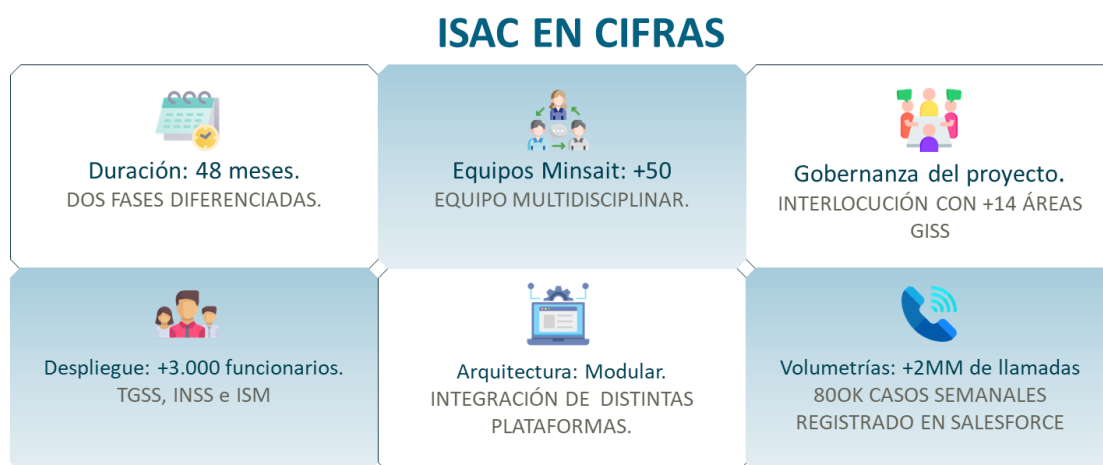 ISAC EN CIFRAS
Duración: 48 meses.
DOS FASES DIFERENCIADAS.
Equipos Minsait: +50
EQUIPO MULTIDISCIPLINAR.
Gobernanza del proyecto.
INTERLOCUCIÓN CON +14 ÁREAS
GISS
Despliegue: +3.000 funcionarios.
TGSS, INSS e ISM
Arquitectura: Modular.
INTEGRACIÓN DE DISTINTAS
PLATAFORMAS.
Volumetrías: +2MM de llamadas
80OK CASOS SEMANALES
REGISTRADO EN SALESFORCE